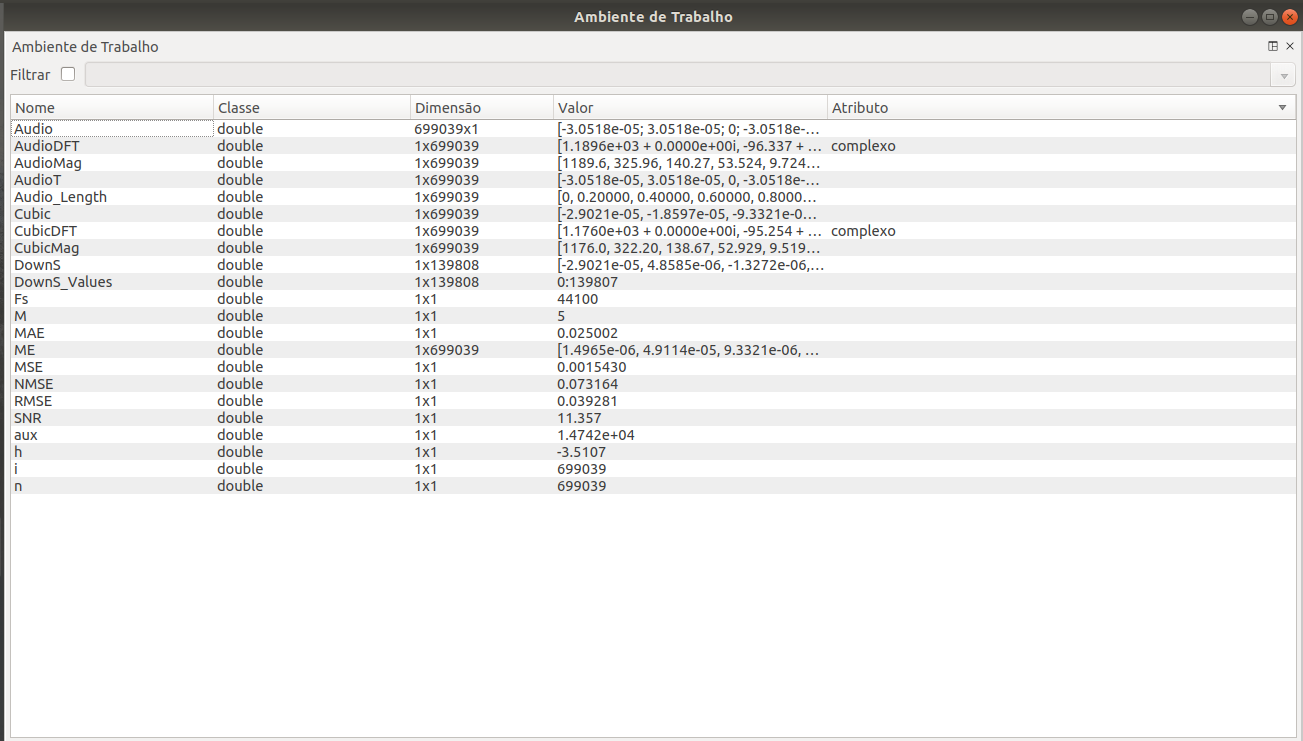 Ambiente de Trabalho
Ambiente de Trabalho
Filtrar
Nome Classe Dimensão Valor Atributo
Audio double 699039x1 [-3.0518e-05; 3.0518e-05; 0; -3.0518e-...
AudioDFT double 1x699039 [1.1896e+03 + 0.0000e+00i, -96.337 + ... complexo
AudioMag double 1x699039 [1189.6, 325.96, 140.27, 53.524, 9.724...
AudioT double 1x699039 [-3.0518e-05, 3.0518e-05, 0, -3.0518e-...
Audio_Length double 1x699039 [0, 0.20000, 0.40000, 0.60000, 0.8000...
Cubic double 1x699039 [-2.9021e-05, -1.8597e-05, -9.3321e-0...
CubicDFT double 1x699039 [1.1760e+03 + 0.0000e+00i, -95.254 + ... complexo
CubicMag double 1x699039 [1176.0, 322.20, 138.67, 52.929, 9.519...
DownS double 1x139808 [-2.9021e-05, 4.8585e-06, -1.3272e-06,...
DownS_Values double 1x139808 0:139807
Fs double 1x1 44100
M double 1x1 5
MAE double 1x1 0.025002
ME double 1x699039 [1.4965e-06, 4.9114e-05, 9.3321e-06, ...
MSE double 1x1 0.0015430
NMSE double 1x1 0.073164
RMSE double 1x1 0.039281
SNR double 1x1 11.357
aux double 1x1 1.4742e+04
h double 1x1 -3.5107
i double 1x1 699039
n double 1x1 699039